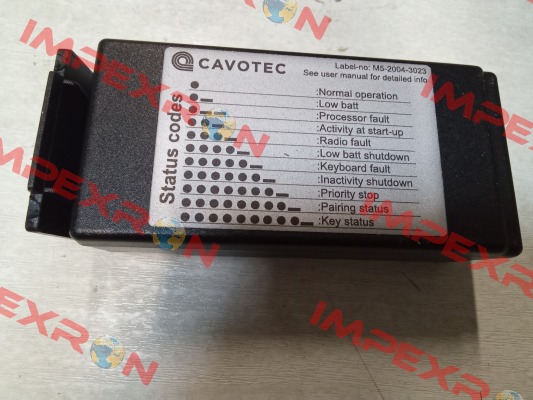 CAVOTEC
Label-no: M5-2004-3023
See user manual for detailed info
Status codes
:Normal operation
:Low batt
:Processor fault
:Activity at start-up
:Radio fault
:Low batt shutdown
:Keyboard fault
:Inactivity shutdown
:Priority stop
:Pairing status
:Key status
IMPEXRON
IMPEXRON
IMPEXRON
IMPEXRON
IMPEXRON